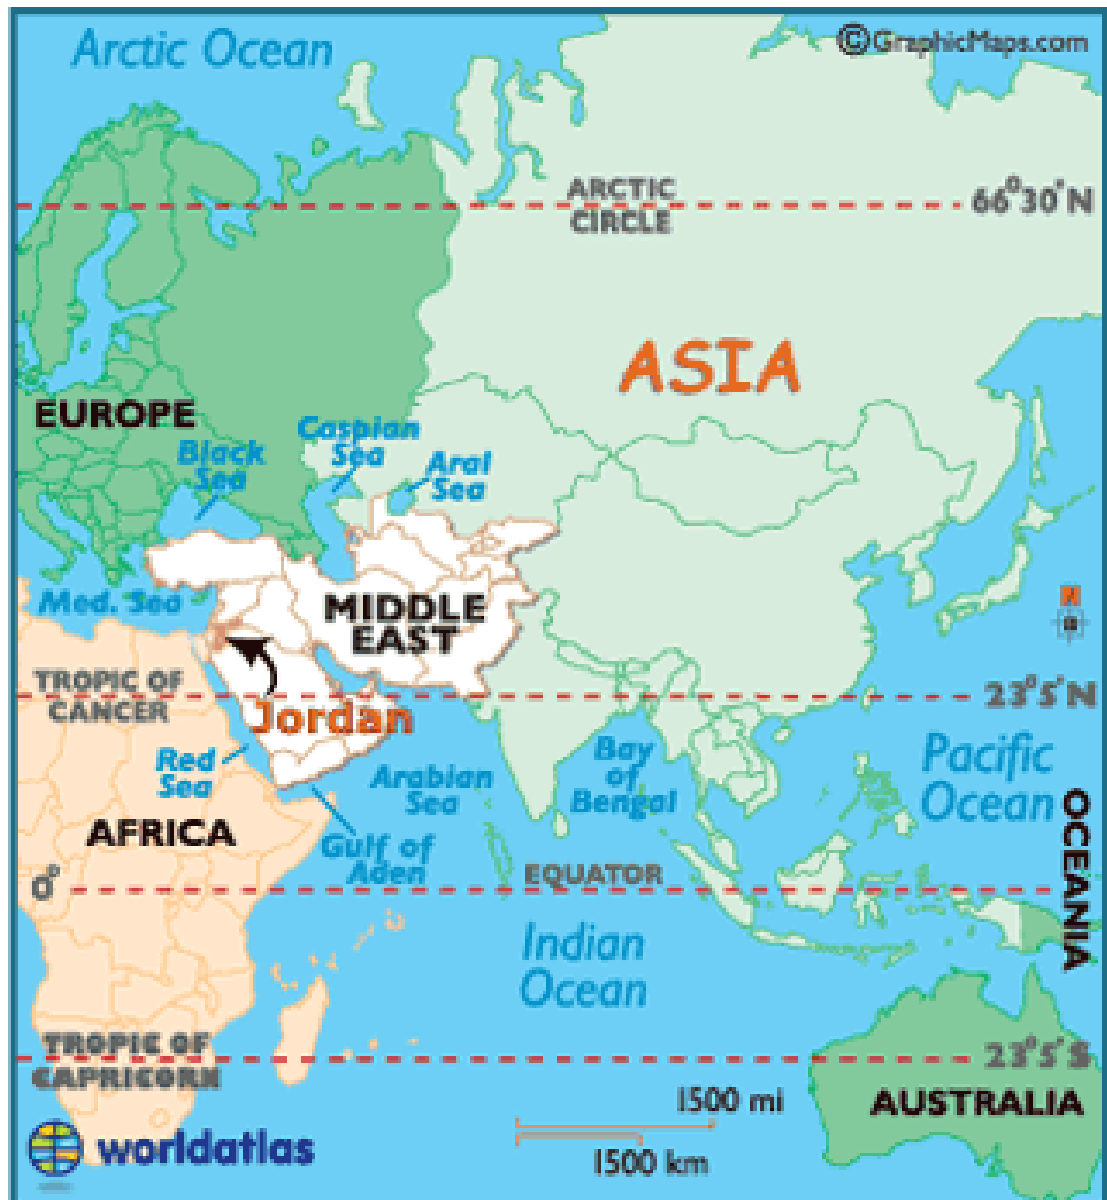 Arctic Ocean
©GraphicMaps.com
ARCTIC
CIRCLE
66°30'N
ASIA
EUROPE
Black
Sea
Caspian
Sea
Aral
Sea
Med. Sea
MIDDLE
EAST
N
TROPIC OF
CANCER
23°5'N
Jordan
Red
Sea
Arabian
Sea
Bay
of
Bengal
Pacific
Ocean
OCEANIA
AFRICA
Gulf of
Aden
0°
EQUATOR
Indian
Ocean
TROPIC OF
CAPRICORN
23°5'S
AUSTRALIA
1500 mi
1500 km
worldatlas